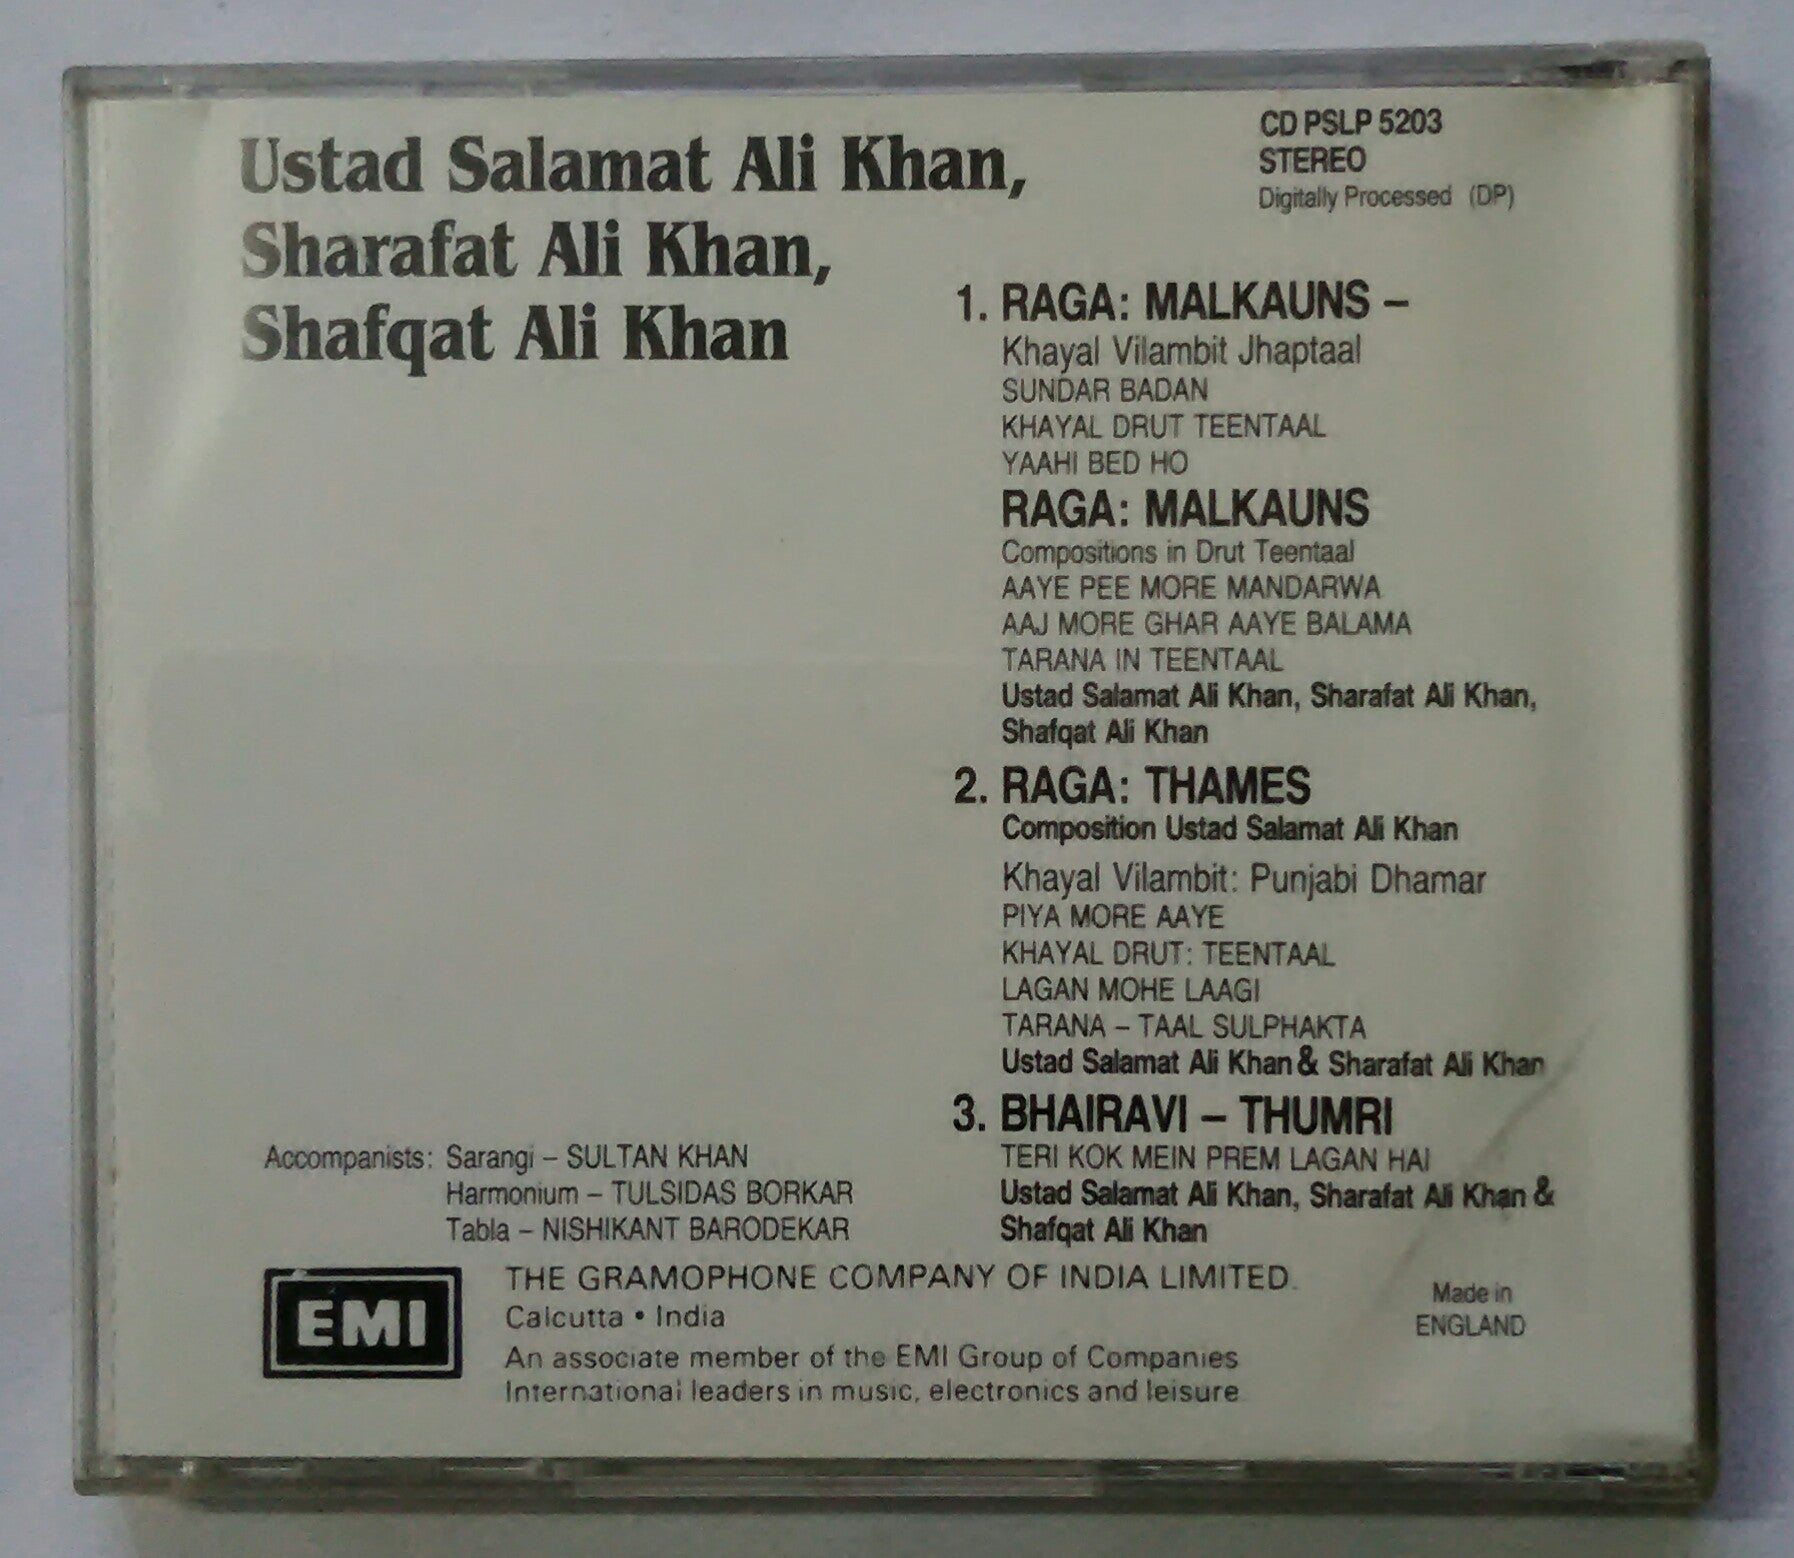 Ustad Salamat Ali Khan,
Sharafat Ali Khan,
Shafqat Ali Khan
CD PSLP 5203
STEREO
Digitally Processed (DP)
1. RAGA: MALKAUNS –
Khayal Vilambit Jhaptaal
SUNDAR BADAN
KHAYAL DRUT TEENTAAL
YAAHI BED HO
RAGA: MALKAUNS
Compositions in Drut Teentaal
AAYE PEE MORE MANDARWA
AAJ MORE GHAR AAYE BALAMA
TARANA IN TEENTAAL
Ustad Salamat Ali Khan, Sharafat Ali Khan,
Shafqat Ali Khan
2. RAGA: THAMES
Composition Ustad Salamat Ali Khan
Khayal Vilambit: Punjabi Dhamar
PIYA MORE AAYE
KHAYAL DRUT: TEENTAAL
LAGAN MOHE LAAGI
TARANA – TAAL SULPHAKTA
Ustad Salamat Ali Khan & Sharafat Ali Khan
3. BHAIRAVI – THUMRI
TERI KOK MEIN PREM LAGAN HAI
Ustad Salamat Ali Khan, Sharafat Ali Khan &
Shafqat Ali Khan
Accompanists: Sarangi – SULTAN KHAN
Harmonium – TULSIDAS BORKAR
Tabla – NISHIKANT BARODEKAR
EMI
THE GRAMOPHONE COMPANY OF INDIA LIMITED.
Calcutta • India
An associate member of the EMI Group of Companies
International leaders in music, electronics and leisure
Made in
ENGLAND